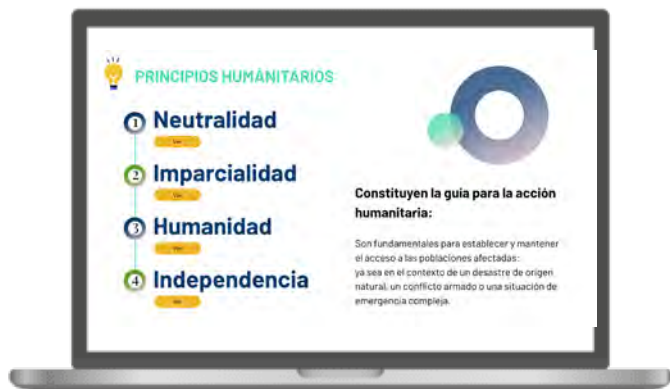 PRINCIPIOS HUMÁNITARIOS
1 Neutralidad
2 Imparcialidad
3 Humanidad
4 Independencia
Constituyen la guía para la acción
humanitaria:
Son fundamentales para establecer y mantener
el acceso a las poblaciones afectadas:
ya sea en el contexto de un desastre de origen
natural, un conflicto armado o una situación de
emergencia compleja.